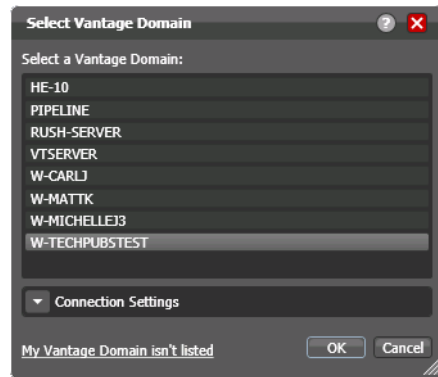 Select Vantage Domain
?
Select a Vantage Domain:
HE-10
PIPELINE
RUSH-SERVER
VTSERVER
W-CARLJ
W-MATTK
W-MICHELLEJ3
W-TECHPUBSTEST
Connection Settings
My Vantage Domain isn't listed
OK Cancel